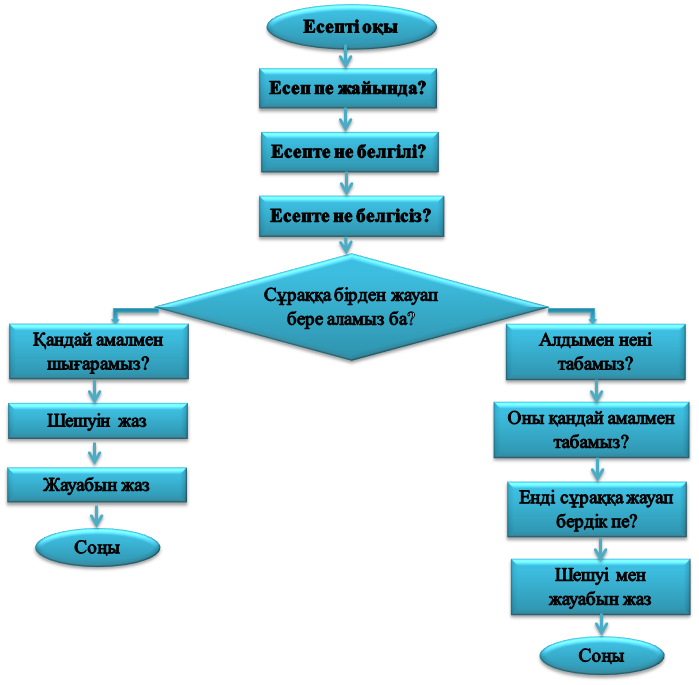 Есепті оқы
Есеп пе жайында?
Есепте не белгілі?
Есепте не белгісіз?
Сұраққа бірден жауап
бере аламыз ба?
Қандай амалмен
шығарамыз?
Шешуін жаз
Жауабын жаз
Соңы
Алдымен нені
табамыз?
Оны қандай амалмен
табамыз?
Енді сұраққа жауап
бердік пе?
Шешуі мен
жауабын жаз
Соңы